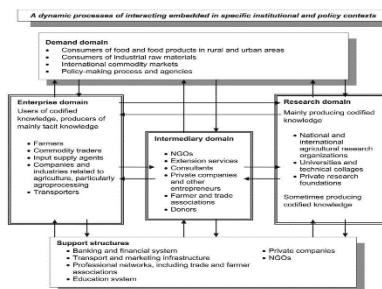 A dynamic processes of interacting embedded in specific institutional and policy contexts
Demand domain
• Consumers of food and food products in rural and urban areas
• Consumers of industrial raw materials
• International commodity markets
• Policy-making process and agencies
Enterprise domain
Users of codified
knowledge, producers of
mainly tacit knowledge
• Farmers
• Commodity traders
• Input supply agents
• Companies and
industries related to
agriculture, particularly
agroprocessing
• Transporters
Intermediary domain
• NGOs
• Extension services
• Consultants
• Private companies
and other
entrepreneurs
• Farmer and trade
associations
• Donors
Research domain
Mainly producing codified
knowledge
• National and
international
agricultural research
organizations
• Universities and
technical collages
• Private research
foundations
Sometimes producing
codified knowledge
Support structures
• Banking and financial system
• Transport and marketing infrastructure
• Professional networks, including trade and farmer
associations
• Education system
• Private companies
• NGOs